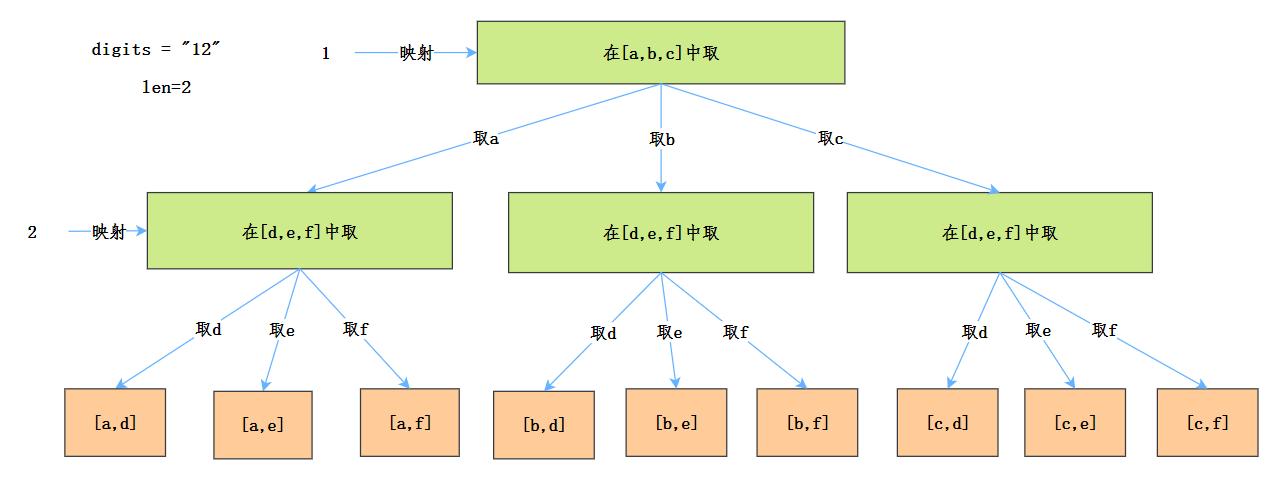 digits = "12"
len=2
1 映射 在[a,b,c]中取
取a 取b 取c
2 映射 在[d,e,f]中取 在[d,e,f]中取 在[d,e,f]中取
取d 取e 取f 取d 取e 取f 取d 取e 取f
[a,d] [a,e] [a,f] [b,d] [b,e] [b,f] [c,d] [c,e] [c,f]